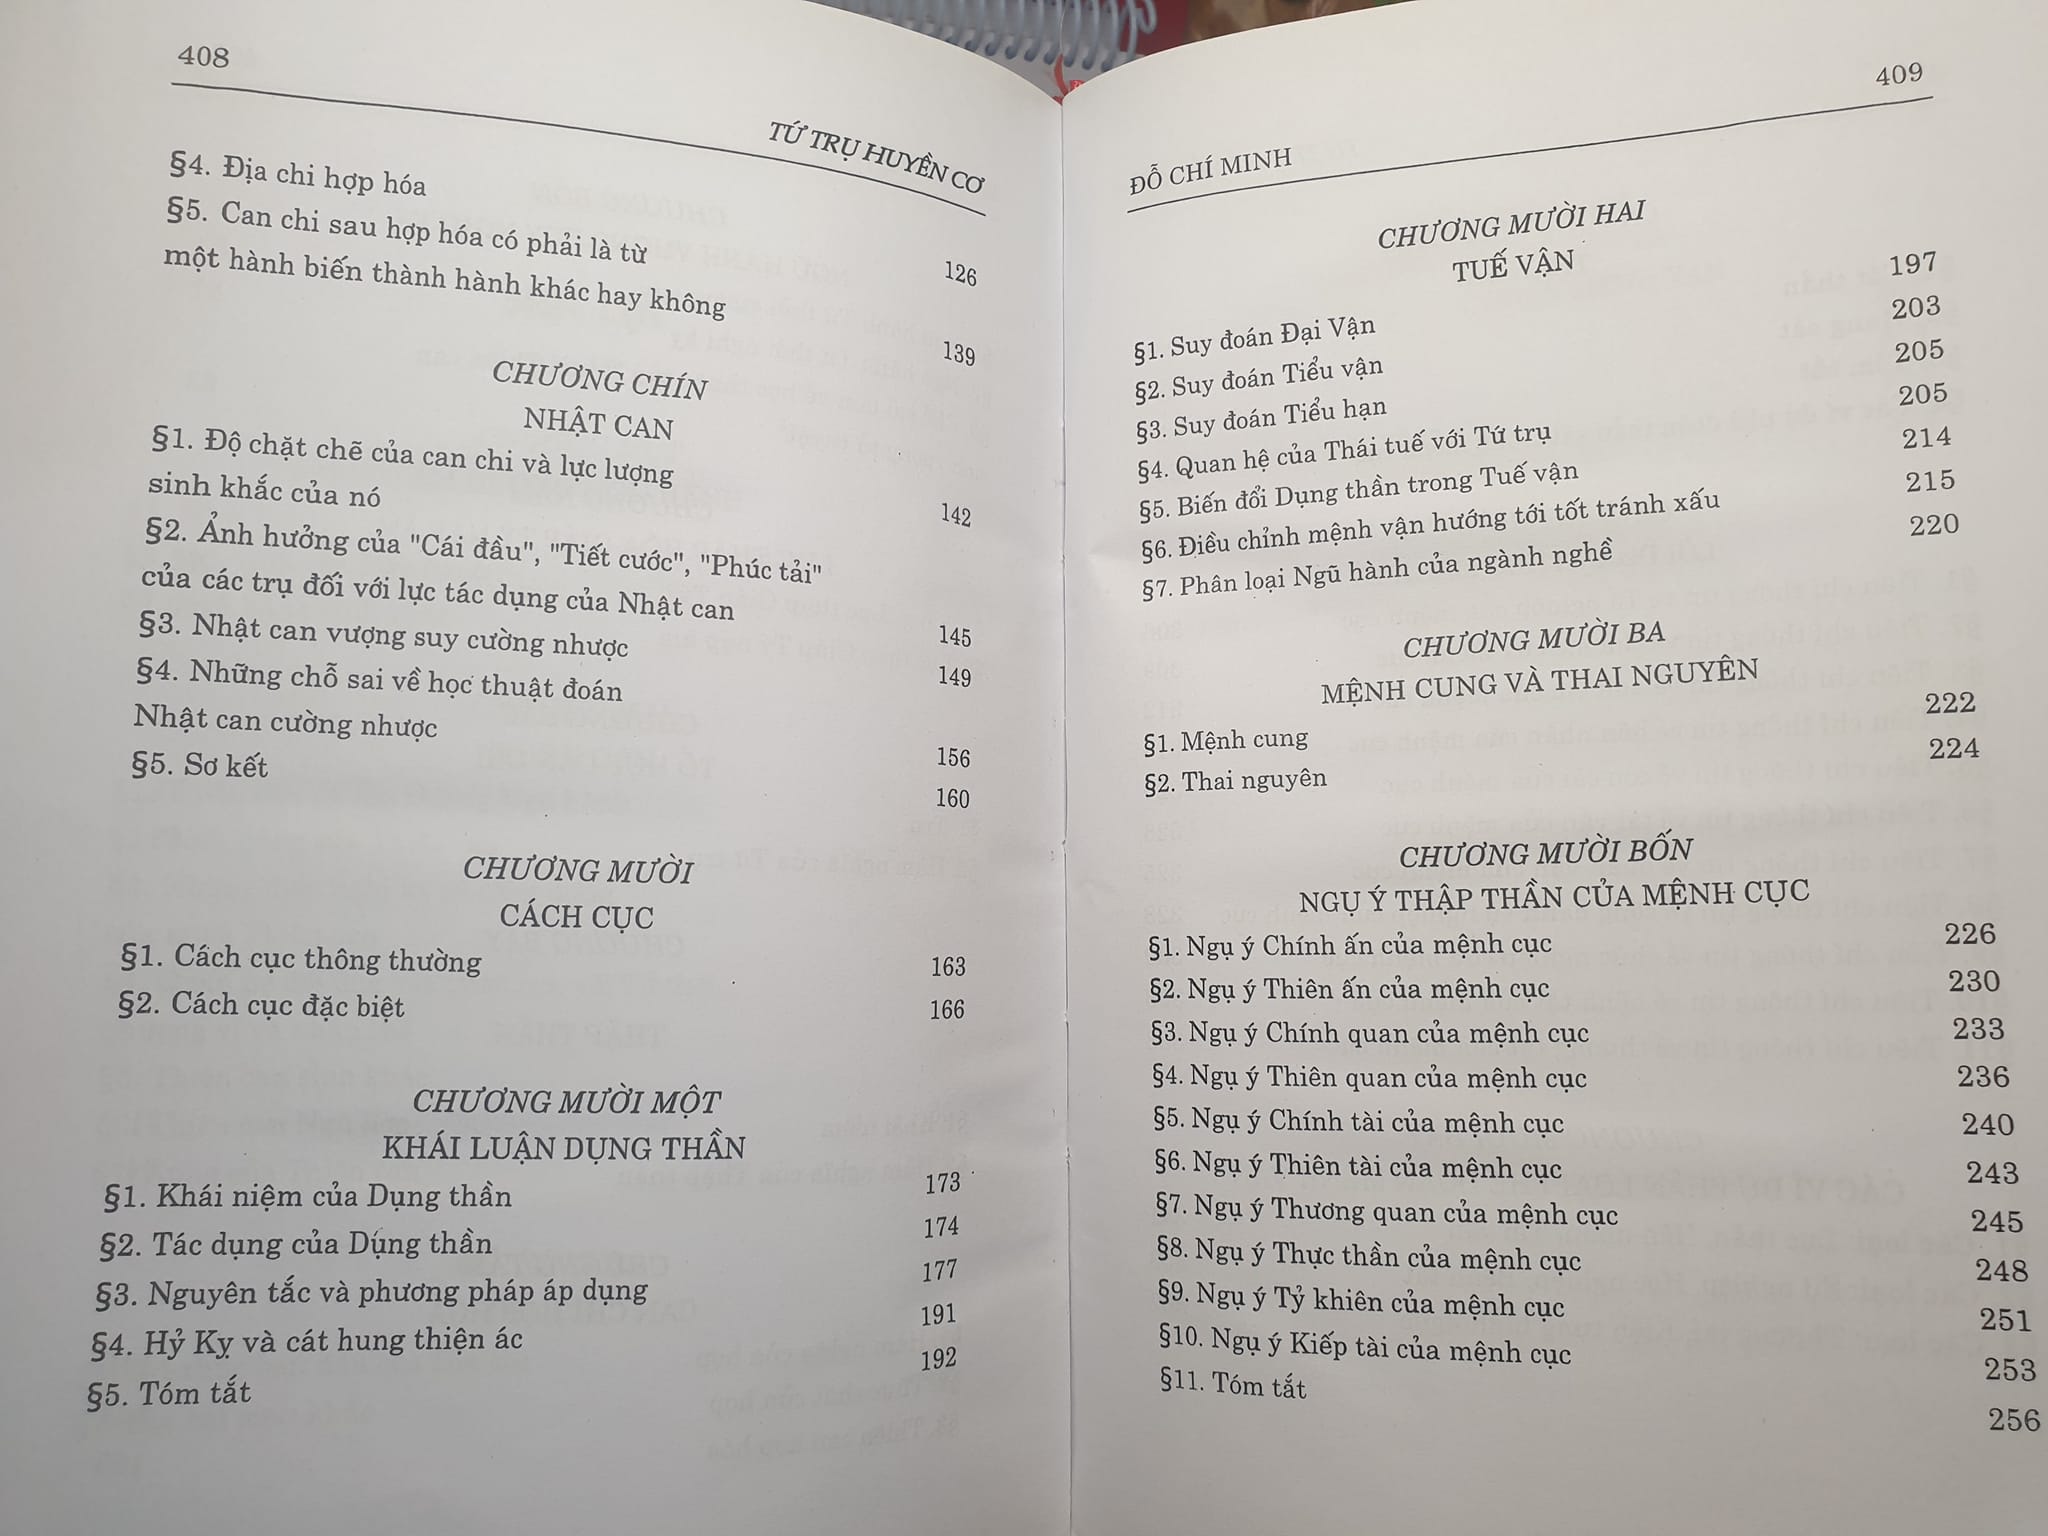 408
TỨ TRỤ HUYỀN CƠ
§4. Địa chi hợp hóa 126
§5. Can chi sau hợp hóa có phải là từ
một hành biến thành hành khác hay không 139
CHƯƠNG CHÍN
NHẬT CAN
§1. Độ chặt chẽ của can chi và lực lượng
sinh khắc của nó 142
§2. Ảnh hưởng của "Cái đầu", "Tiết cước", "Phúc tải"
của các trụ đối với lực tác dụng của Nhật can 145
§3. Nhật can vượng suy cường nhược 149
§4. Những chỗ sai về học thuật đoán
Nhật can cường nhược 156
§5. Sơ kết 160
CHƯƠNG MƯỜI
CÁCH CỤC
§1. Cách cục thông thường 163
§2. Cách cục đặc biệt 166
CHƯƠNG MƯỜI MỘT
KHÁI LUẬN DỤNG THẦN
§1. Khái niệm của Dụng thần 173
§2. Tác dụng của Dụng thần 174
§3. Nguyên tắc và phương pháp áp dụng 177
§4. Hỷ Kỵ và cát hung thiện ác 191
§5. Tóm tắt 192
409
ĐỖ CHÍ MINH
CHƯƠNG MƯỜI HAI
TUẾ VẬN
§1. Suy đoán Đại Vận 197
§2. Suy đoán Tiểu vận 203
§3. Suy đoán Tiểu hạn 205
§4. Quan hệ của Thái tuế với Tứ trụ 205
§5. Biến đổi Dụng thần trong Tuế vận 214
§6. Điều chỉnh mệnh vận hướng tới tốt tránh xấu 215
§7. Phân loại Ngũ hành của ngành nghề 220
CHƯƠNG MƯỜI BA
MỆNH CUNG VÀ THAI NGUYÊN
§1. Mệnh cung 222
§2. Thai nguyên 224
CHƯƠNG MƯỜI BỐN
NGỤ Ý THẬP THẦN CỦA MỆNH CỤC
§1. Ngụ ý Chính ấn của mệnh cục 226
§2. Ngụ ý Thiên ấn của mệnh cục 230
§3. Ngụ ý Chính quan của mệnh cục 233
§4. Ngụ ý Thiên quan của mệnh cục 236
§5. Ngụ ý Chính tài của mệnh cục 240
§6. Ngụ ý Thiên tài của mệnh cục 243
§7. Ngụ ý Thương quan của mệnh cục 245
§8. Ngụ ý Thực thần của mệnh cục 248
§9. Ngụ ý Tỷ khiên của mệnh cục 251
§10. Ngụ ý Kiếp tài của mệnh cục 253
§11. Tóm tắt 256